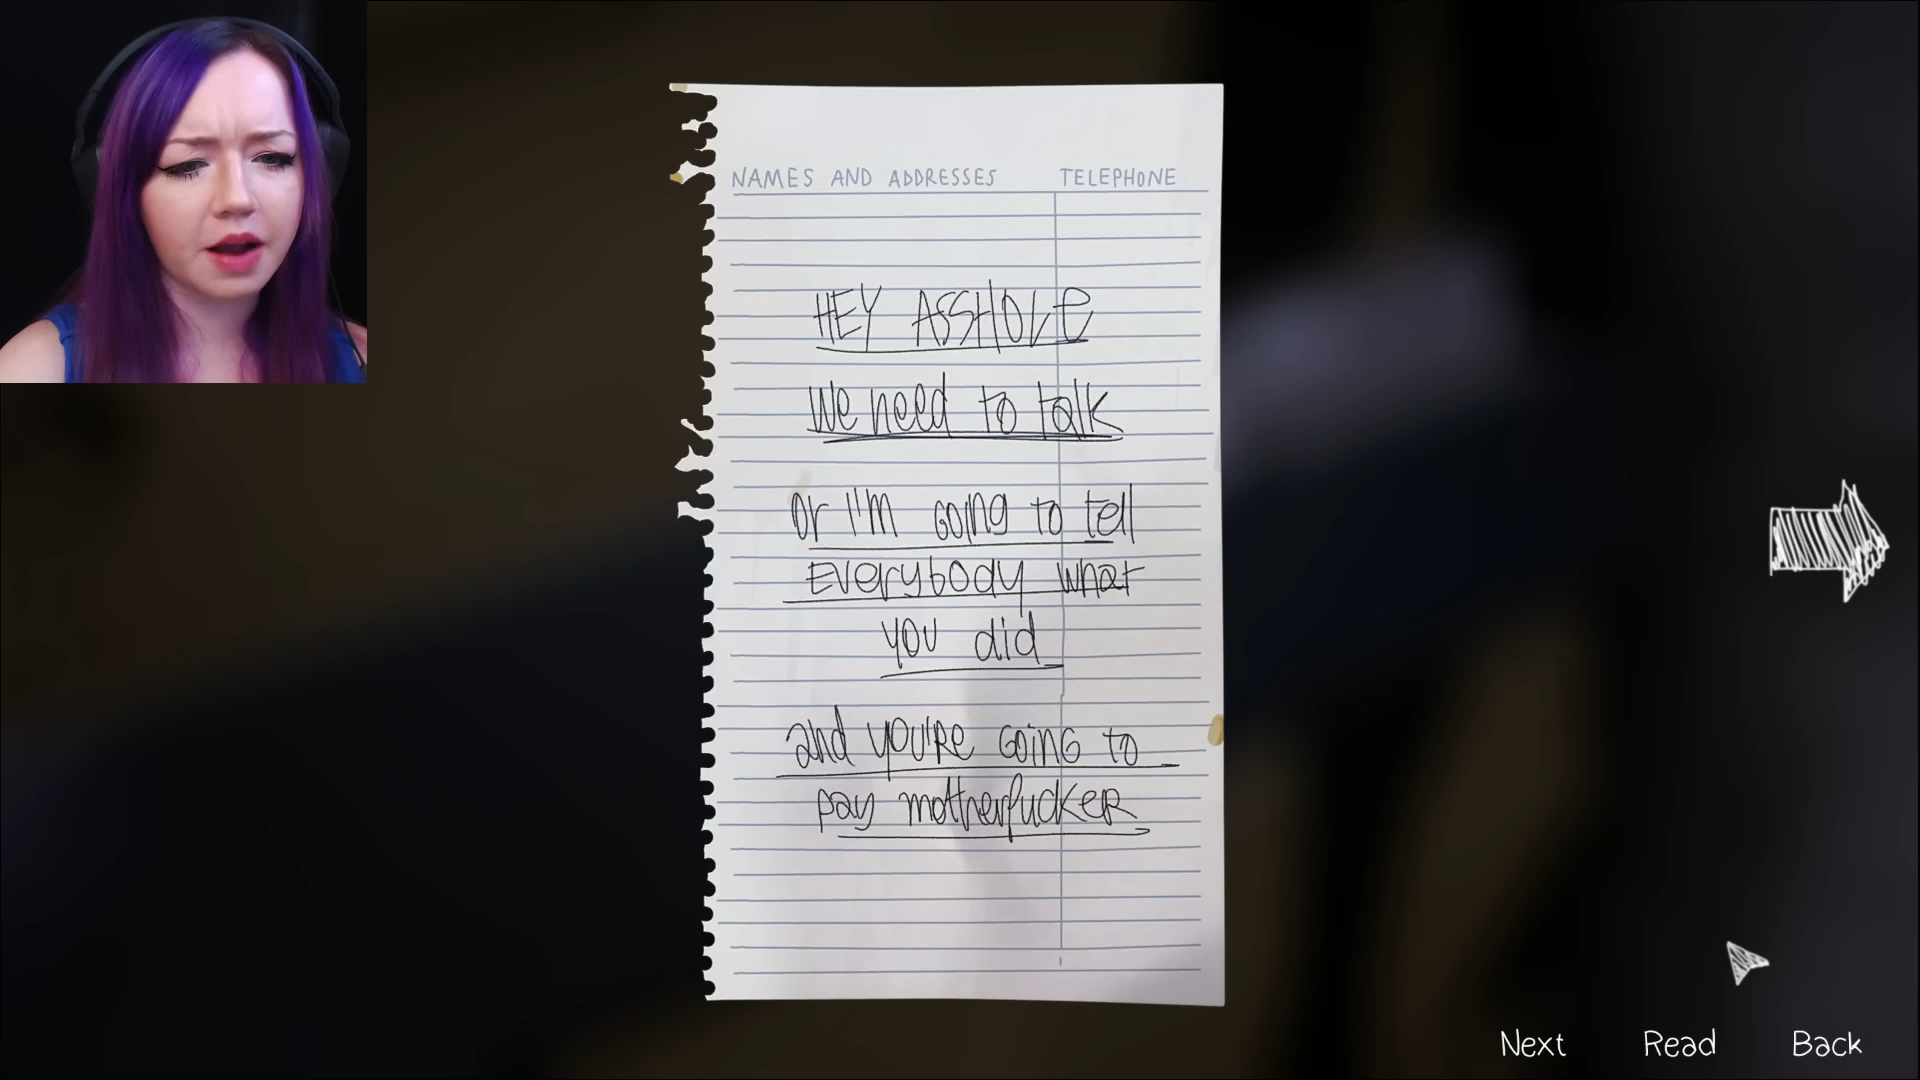 NAMES AND ADDRESSES TELEPHONE
HEY ASSHOLE
We need to talk
or I'm going to tell
Everybody what
you did
and you're going to
pay motherfucker
Next Read Back